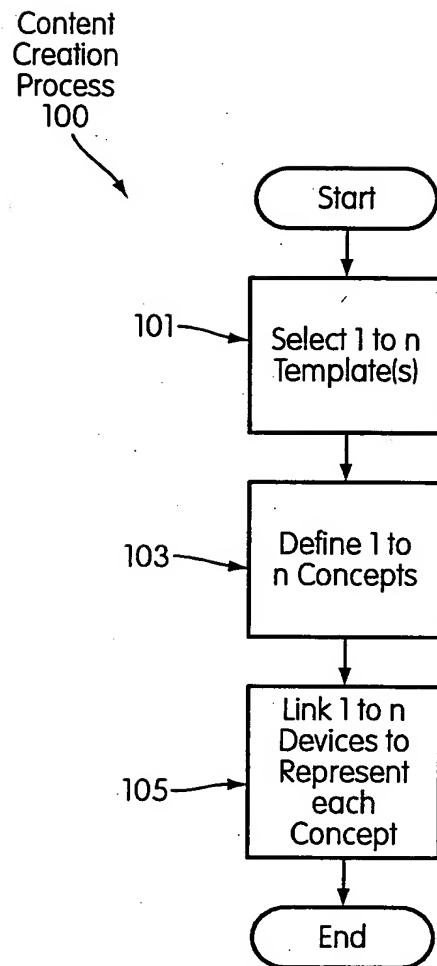 Content
Creation
Process
100
Start
101
Select 1 to n
Template(s)
103
Define 1 to
n Concepts
105
Link 1 to n
Devices to
Represent
each
Concept
End